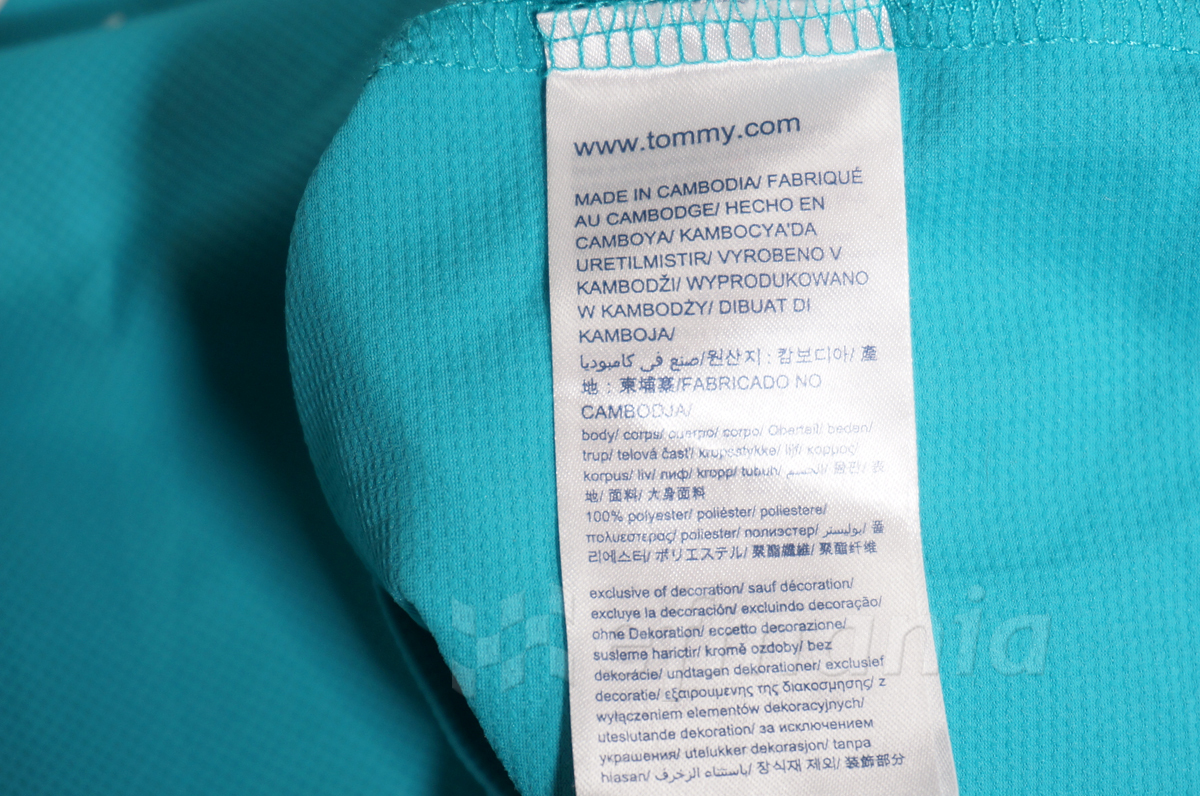 www.tommy.com
MADE IN CAMBODIA/ FABRIQUÉ
AU CAMBODGE/ HECHO EN
CAMBOYA/ KAMBOCYA'DA
URETILMISTIR/ VYROBENO V
KAMBODŽI/ WYPRODUKOWANO
W KAMBODŻY/ DIBUAT DI
KAMBOJA/
صنع في كامبوديا/원산지 : 캄보디아/ 產
地 : 柬埔寨/FABRICADO NO
CAMBODJA/
body/ corps/ cuerpo/ corpo/ Oberteil/ beden/
trup/ telová časť/ kropsstykke/ lijf/ κορμος/
korpus/ liv/ лиф/ kropp/ tubuh/ الجسم/ 表
地/ 面料/ 大身面料
100% polyester/ poliéster/ poliestere/
πολυεστερας/ poliester/ полиэстер/ بوليستر/ 폴
리에스터/ ポリエステル/ 聚酯纖維/ 聚酯纤维
exclusive of decoration/ sauf décoration/
excluye la decoración/ excluindo decoração/
ohne Dekoration/ eccetto decorazione/
susleme harictir/ kromě ozdoby/ bez
dekorácie/ undtagen dekorationer/ exclusief
decoratie/ εξαιρουμενης της διακοσμησης/ z
wyłączeniem elementów dekoracyjnych/
uteslutande dekoration/ за исключением
украшения/ utelukker dekorasjon/ tanpa
hiasan/ باستثناء الزخرف/ 장식재 제외/ 装飾部分